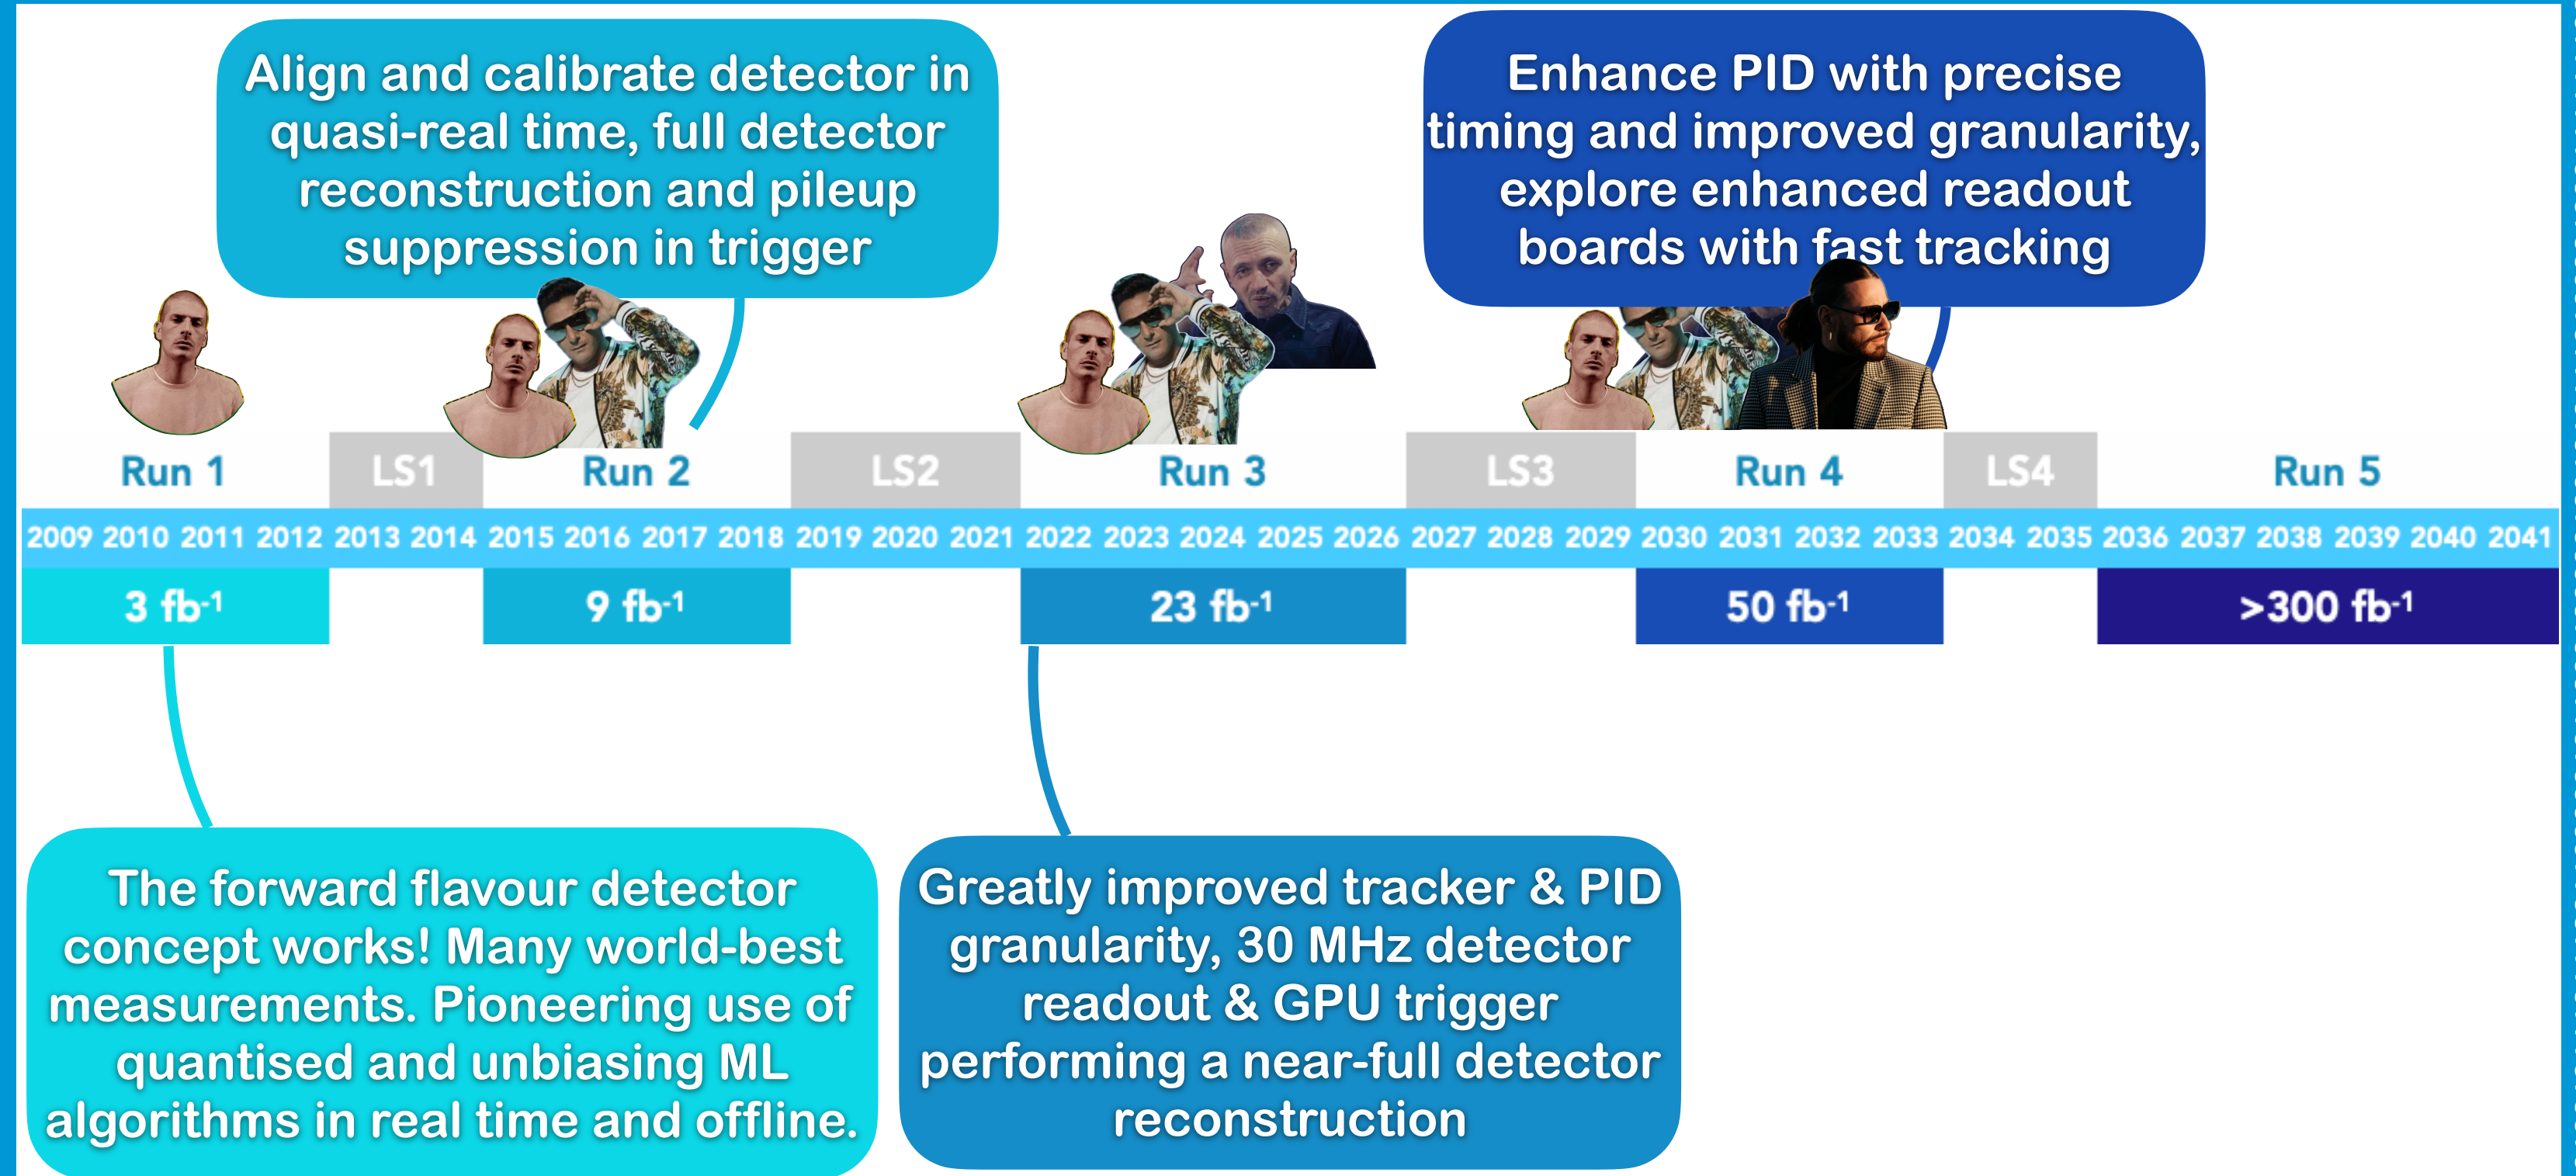 Align and calibrate detector in
quasi-real time, full detector
reconstruction and pileup
suppression in trigger
Enhance PID with precise
timing and improved granularity,
explore enhanced readout
boards with fast tracking
Run 1 LS1 Run 2 LS2 Run 3 LS3 Run 4 LS4 Run 5
2009 2010 2011 2012 2013 2014 2015 2016 2017 2018 2019 2020 2021 2022 2023 2024 2025 2026 2027 2028 2029 2030 2031 2032 2033 2034 2035 2036 2037 2038 2039 2040 2041
3 fb-1 9 fb-1 23 fb-1 50 fb-1 >300 fb-1
The forward flavour detector
concept works! Many world-best
measurements. Pioneering use of
quantised and unbiasing ML
algorithms in real time and offline.
Greatly improved tracker & PID
granularity, 30 MHz detector
readout & GPU trigger
performing a near-full detector
reconstruction